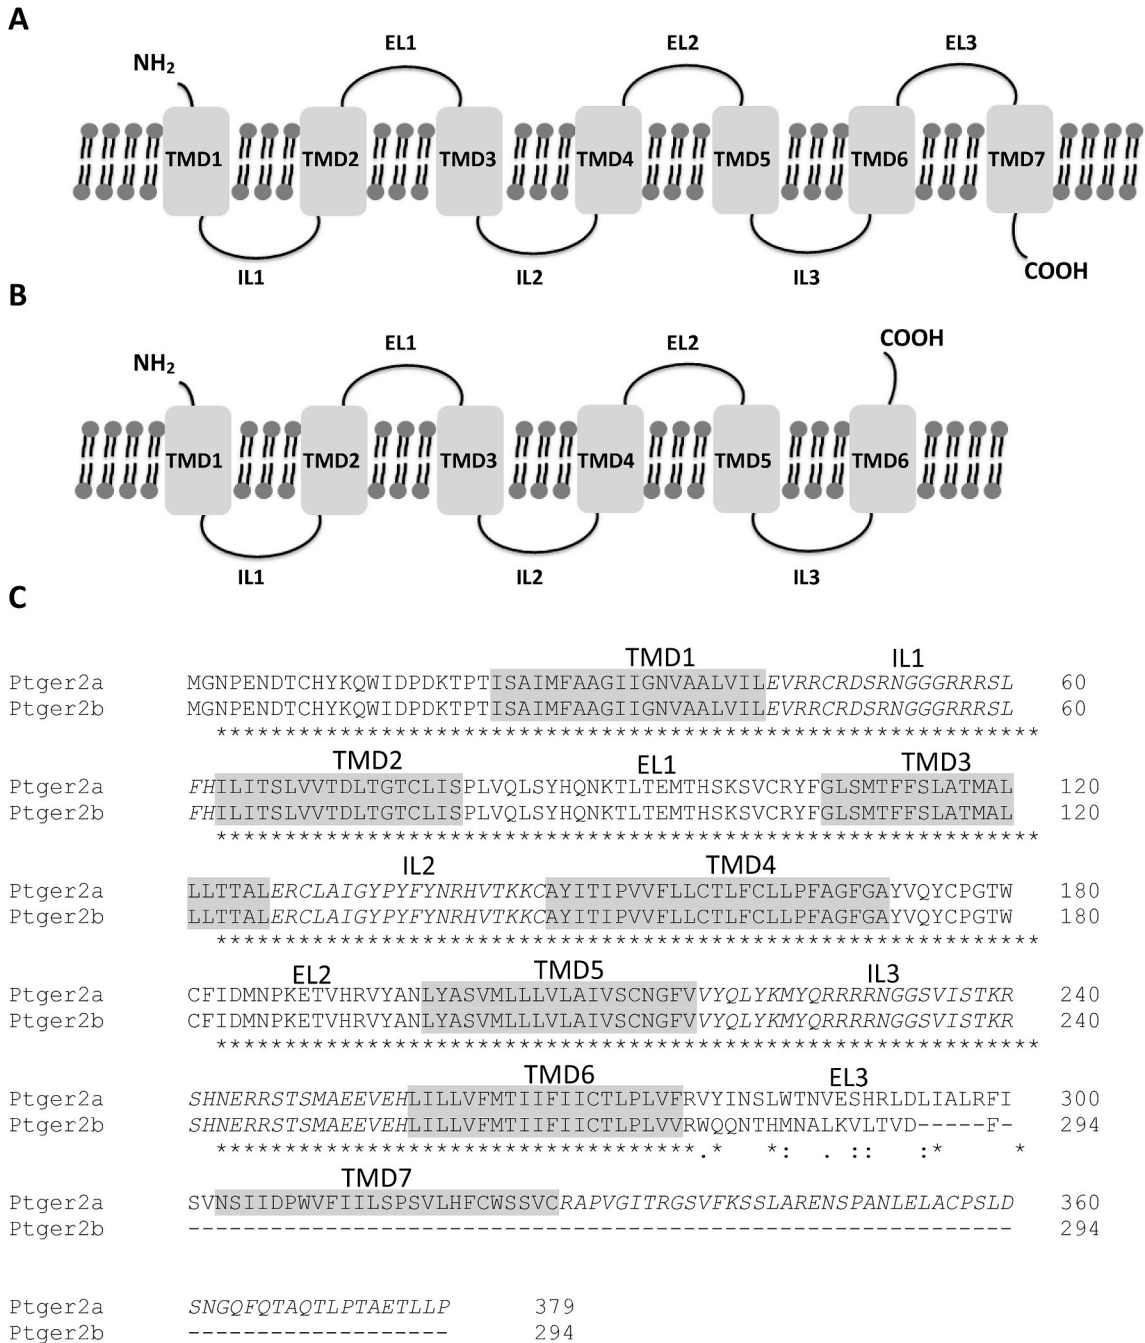 A
EL1 EL2 EL3
NH2
TMD1 TMD2 TMD3 TMD4 TMD5 TMD6 TMD7
IL1 IL2 IL3 COOH
B
EL1 EL2 COOH
NH2
TMD1 TMD2 TMD3 TMD4 TMD5 TMD6
IL1 IL2 IL3
C
TMD1 IL1
Ptger2a MGNPENDTCHYKQWIDPDKTPTISAIMFAAGIIGNVAALVILEVRRCRDSRNGGGRRRSL 60
Ptger2b MGNPENDTCHYKQWIDPDKTPTISAIMFAAGIIGNVAALVILEVRRCRDSRNGGGRRRSL 60
************************************************************
TMD2 EL1 TMD3
Ptger2a FHILITSLVVTDLTGTCLISPLVQLSYHQNKTLTEMTHSKSVCRYFGLSMTFFSLATMAL 120
Ptger2b FHILITSLVVTDLTGTCLISPLVQLSYHQNKTLTEMTHSKSVCRYFGLSMTFFSLATMAL 120
************************************************************
IL2 TMD4
Ptger2a LLTTALERCLAIGYPYFYNRHVTKKCAYITIPVVFLLCTLFCLLPFAGFGAYVQYCPGTW 180
Ptger2b LLTTALERCLAIGYPYFYNRHVTKKCAYITIPVVFLLCTLFCLLPFAGFGAYVQYCPGTW 180
************************************************************
EL2 TMD5 IL3
Ptger2a CFIDMNPKETVHRVYANLYASVMLLLVLAIVSCNGFVVYQLYKMYQRRRRNGGSVISTKR 240
Ptger2b CFIDMNPKETVHRVYANLYASVMLLLVLAIVSCNGFVVYQLYKMYQRRRRNGGSVISTKR 240
************************************************************
TMD6 EL3
Ptger2a SHNERRSTSMAEEVEHLILLVFMTIIFIICTLPLVFRVYINSLWTNVESHRLDLIALRFI 300
Ptger2b SHNERRSTSMAEEVEHLILLVFMTIIFIICTLPLVVRWQQNTHMNALKVLTVD-----F- 294
***********************************.*   *:  . ::   :*     *
TMD7
Ptger2a SVNSIIDPWVFIILSPSVLHFCWSSVCRAPVGITRGSVFKSSLARENSPANLELACPSLD 360
Ptger2b ------------------------------------------------------------ 294
Ptger2a SNGQFQTAQTLPTAETLLP 379
Ptger2b ------------------- 294